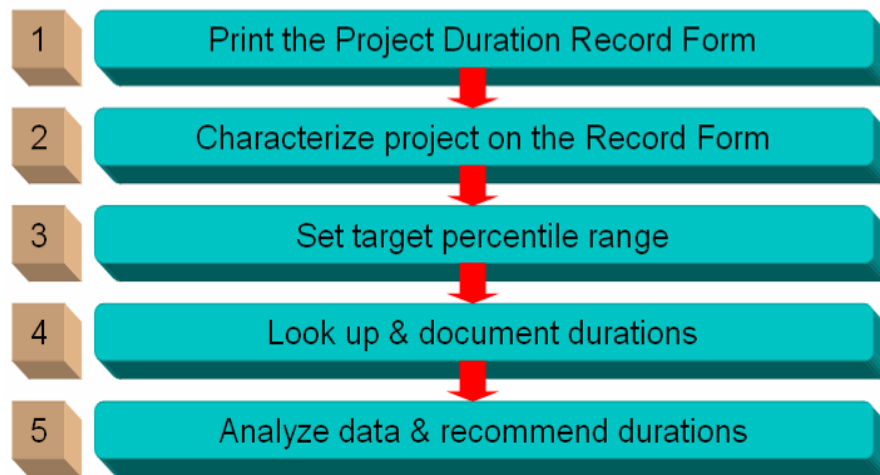 1 Print the Project Duration Record Form
2 Characterize project on the Record Form
3 Set target percentile range
4 Look up & document durations
5 Analyze data & recommend durations